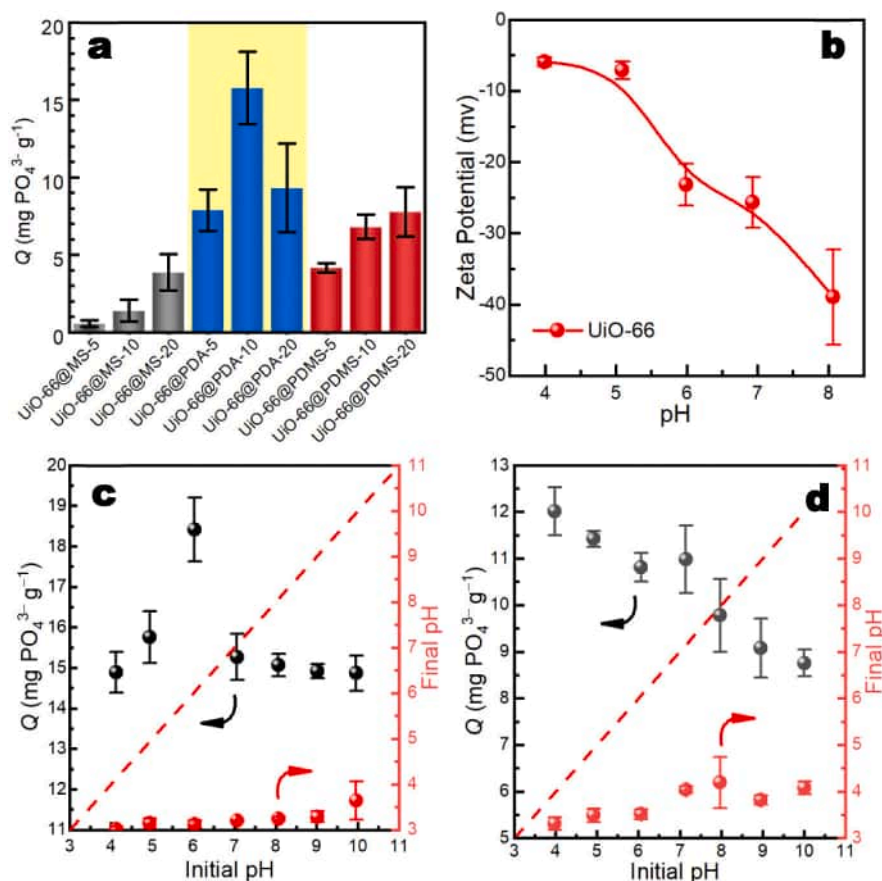 a
Q (mg PO₄³⁻ g⁻¹)
20
15
10
5
0
UiO-66@MS-5
UiO-66@MS-10
UiO-66@MS-20
UiO-66@PDA-5
UiO-66@PDA-10
UiO-66@PDA-20
UiO-66@PDMS-5
UiO-66@PDMS-10
UiO-66@PDMS-20
b
Zeta Potential (mv)
0
-10
-20
-30
-40
-50
UiO-66
4 5 6 7 8
pH
c
Q (mg PO₄³⁻ g⁻¹)
20
19
18
17
16
15
14
13
12
11
3 4 5 6 7 8 9 10 11
Initial pH
11
10
9
8
7
6
5
4
3
Final pH
d
Q (mg PO₄³⁻ g⁻¹)
13
12
11
10
9
8
7
6
5
3 4 5 6 7 8 9 10 11
Initial pH
11
10
9
8
7
6
5
4
3
Final pH